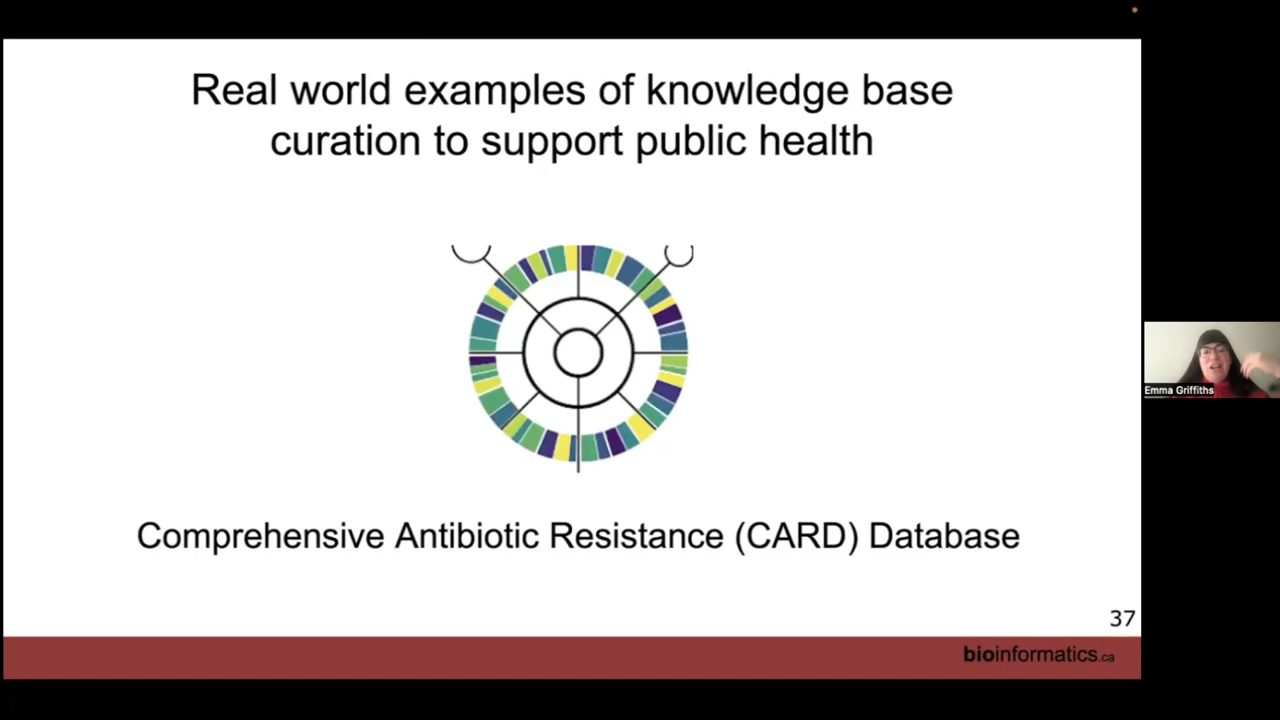 Real world examples of knowledge base
curation to support public health
Emma Griffiths
Comprehensive Antibiotic Resistance (CARD) Database
37
bioinformatics.ca